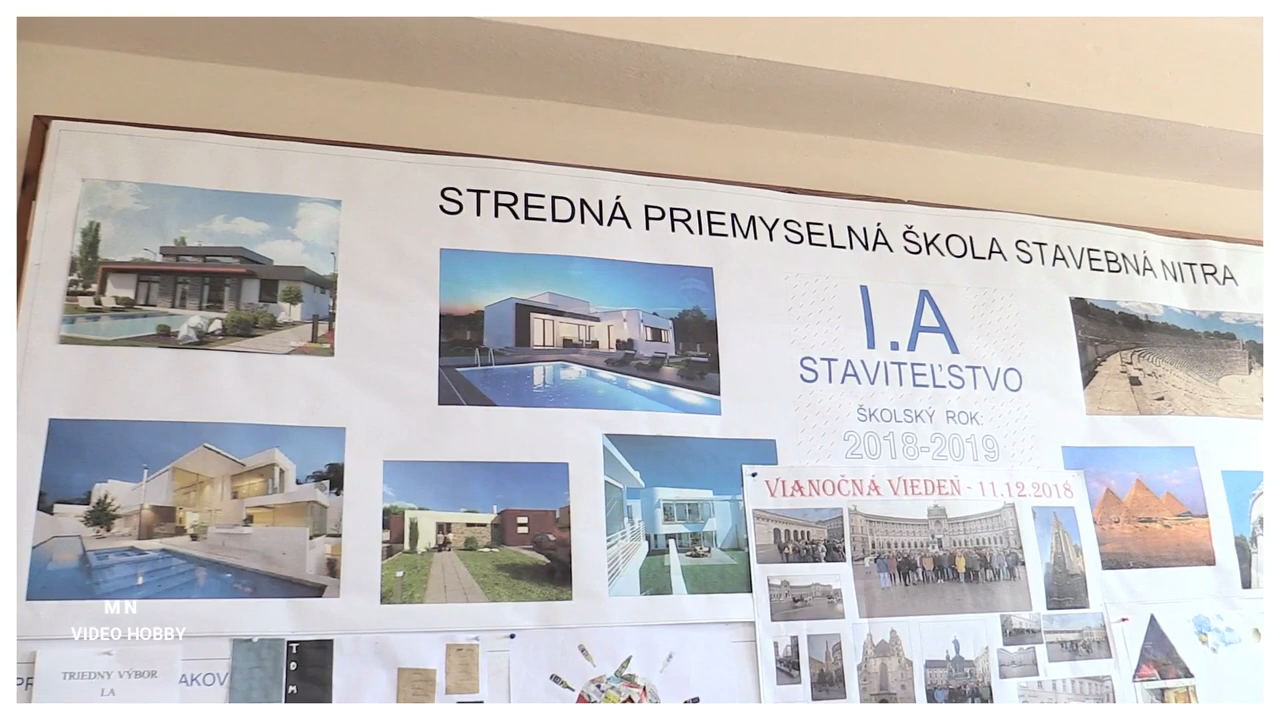 STREDNÁ PRIEMYSELNÁ ŠKOLA STAVEBNÁ NITRA
I.A
STAVITEĽSTVO
ŠKOLSKÝ ROK:
2018-2019
VIANOČNÁ VIEDEŇ - 11.12.2018
MN
VIDEO HOBBY
TRIEDNY VÝBOR
I.A